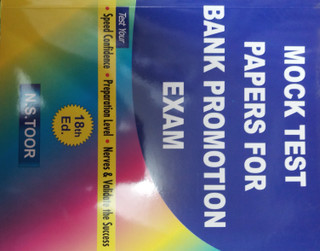 MOCK TEST
PAPERS FOR
BANK PROMOTION
EXAM
Test Your
• Speed Confidence • Preparation Level • Nerves & Validate the Success
18th
Ed.
N.S.TOOR